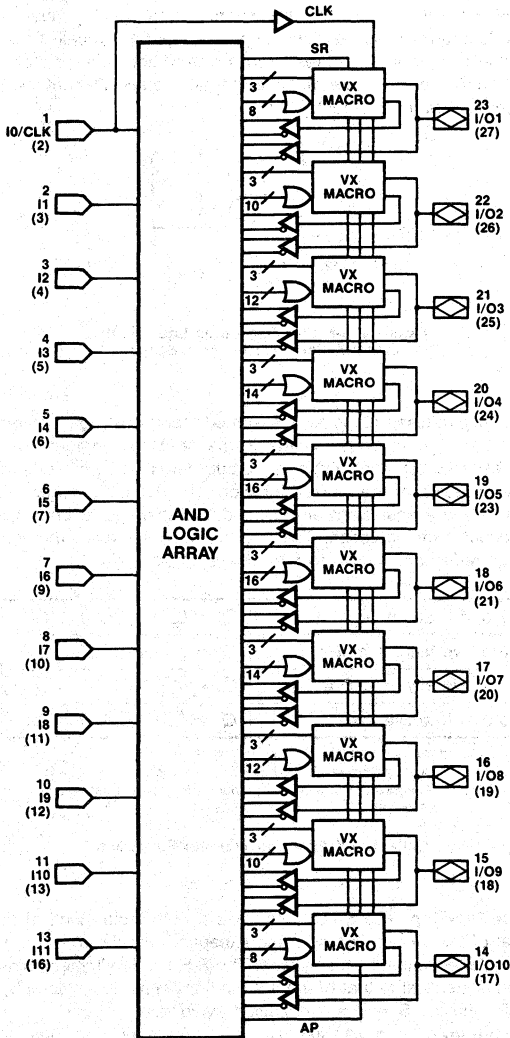 CLK
SR
3
8
VX
MACRO
23
I/O1
(27)
1
I0/CLK
(2)
3
10
VX
MACRO
22
I/O2
(26)
2
I1
(3)
3
12
VX
MACRO
21
I/O3
(25)
3
I2
(4)
3
14
VX
MACRO
20
I/O4
(24)
4
I3
(5)
3
16
VX
MACRO
19
I/O5
(23)
5
I4
(6)
6
I5
(7)
AND
LOGIC
ARRAY
3
16
VX
MACRO
18
I/O6
(21)
7
I6
(9)
3
14
VX
MACRO
17
I/O7
(20)
8
I7
(10)
3
12
VX
MACRO
16
I/O8
(19)
9
I8
(11)
10
I9
(12)
3
10
VX
MACRO
15
I/O9
(18)
11
I10
(13)
3
8
VX
MACRO
14
I/O10
(17)
13
I11
(16)
AP